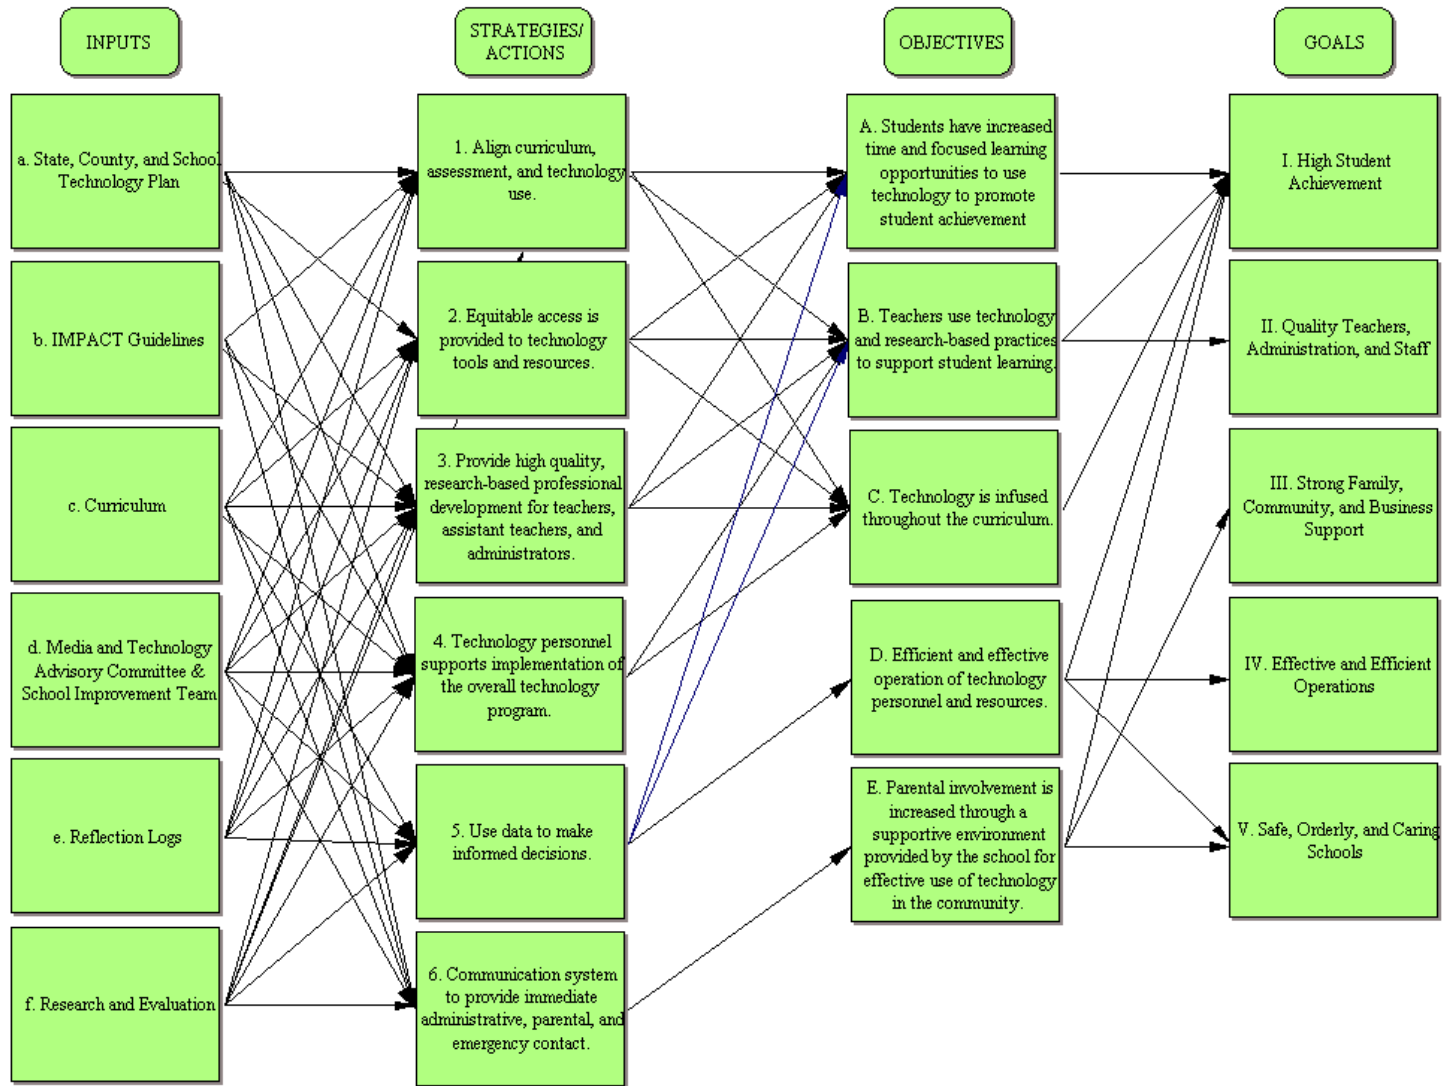 INPUTS
STRATEGIES/
ACTIONS
OBJECTIVES
GOALS
a. State, County, and School
Technology Plan
b. IMPACT Guidelines
c. Curriculum
d. Media and Technology
Advisory Committee &
School Improvement Team
e. Reflection Logs
f. Research and Evaluation
1. Align curriculum,
assessment, and technology
use.
2. Equitable access is
provided to technology
tools and resources.
3. Provide high quality,
research-based professional
development for teachers,
assistant teachers, and
administrators.
4. Technology personnel
supports implementation of
the overall technology
program.
5. Use data to make
informed decisions.
6. Communication system
to provide immediate
administrative, parental, and
emergency contact.
A. Students have increased
time and focused learning
opportunities to use
technology to promote
student achievement
B. Teachers use technology
and research-based practices
to support student learning.
C. Technology is infused
throughout the curriculum.
D. Efficient and effective
operation of technology
personnel and resources.
E. Parental involvement is
increased through a
supportive environment
provided by the school for
effective use of technology
in the community.
I. High Student
Achievement
II. Quality Teachers,
Administration, and Staff
III. Strong Family,
Community, and Business
Support
IV. Effective and Efficient
Operations
V. Safe, Orderly, and Caring
Schools